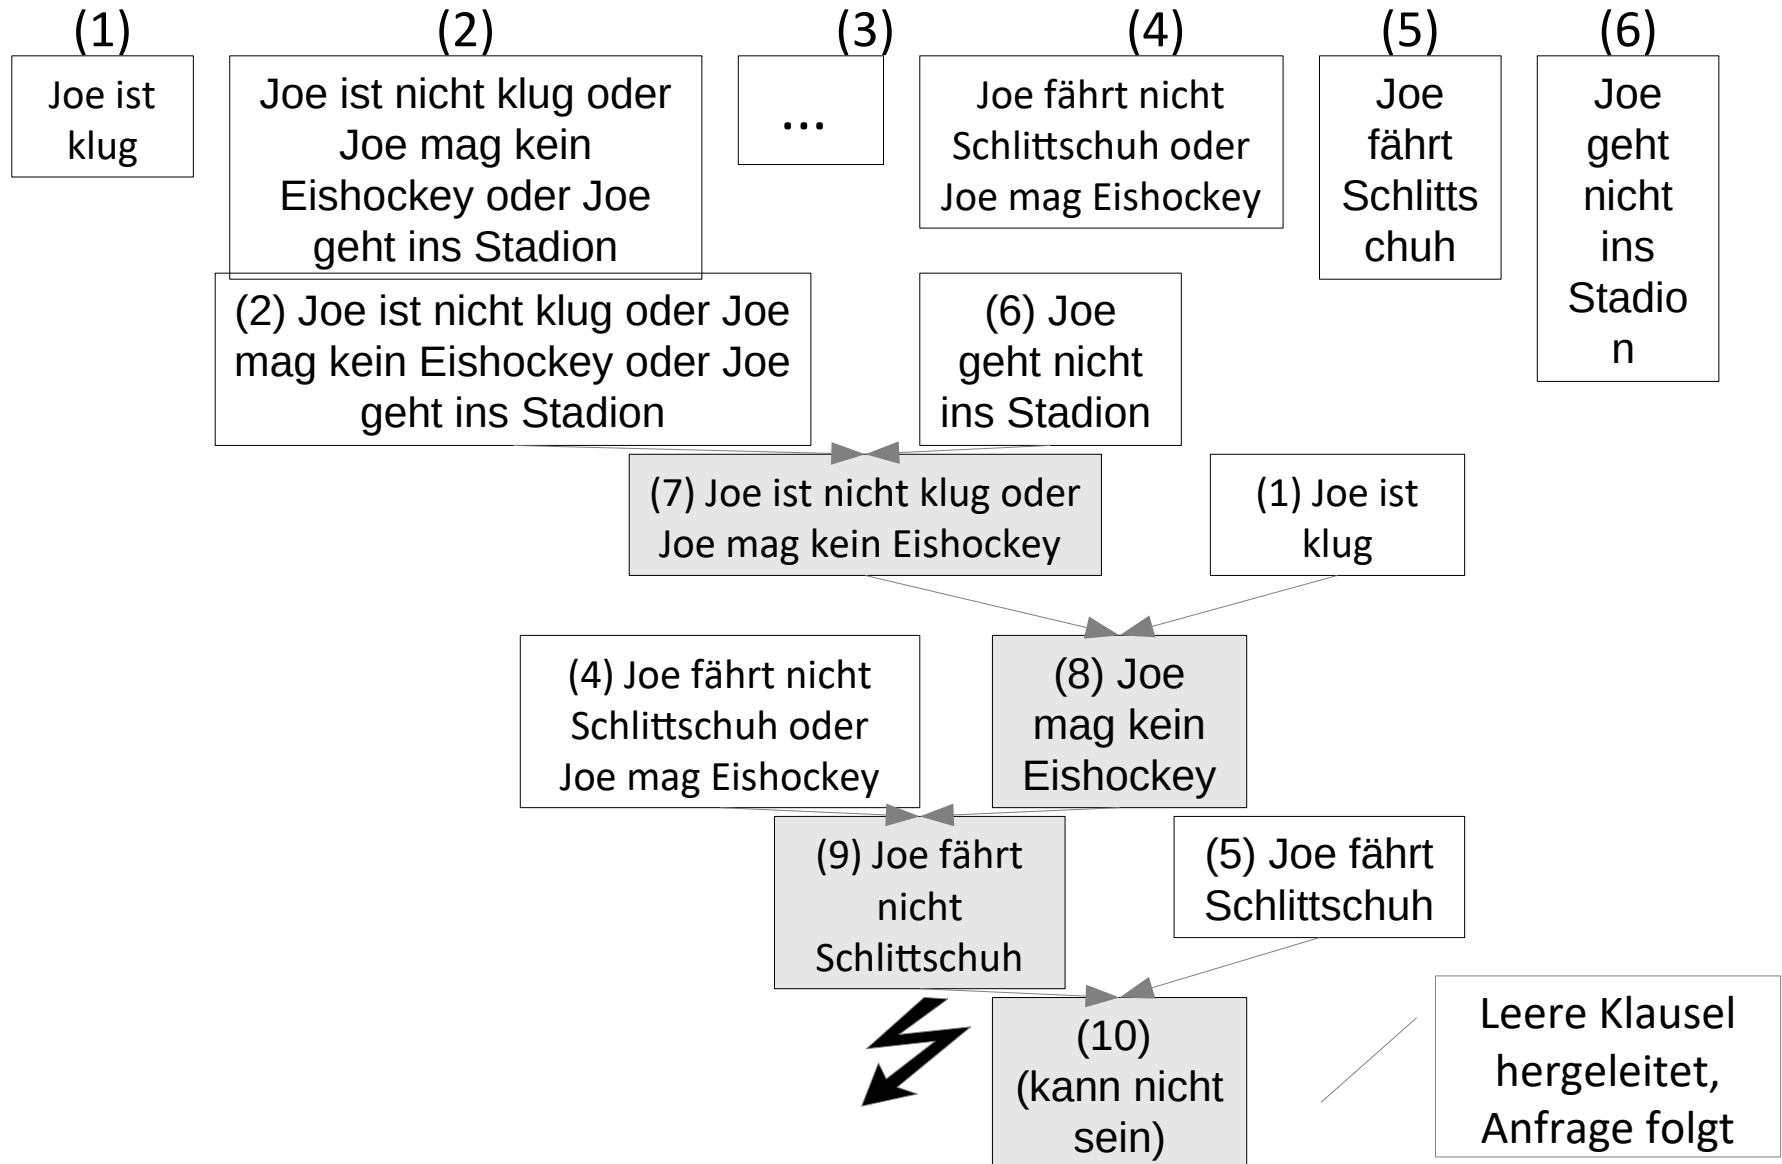 (1)
(2)
(3)
(4)
(5)
(6)
Joe ist
klug
Joe ist nicht klug oder
Joe mag kein
Eishockey oder Joe
geht ins Stadion
...
Joe fährt nicht
Schlittschuh oder
Joe mag Eishockey
Joe
fährt
Schlitts
chuh
Joe
geht
nicht
ins
Stadio
n
(2) Joe ist nicht klug oder Joe
mag kein Eishockey oder Joe
geht ins Stadion
(6) Joe
geht nicht
ins Stadion
(7) Joe ist nicht klug oder
Joe mag kein Eishockey
(1) Joe ist
klug
(4) Joe fährt nicht
Schlittschuh oder
Joe mag Eishockey
(8) Joe
mag kein
Eishockey
(9) Joe fährt
nicht
Schlittschuh
(5) Joe fährt
Schlittschuh
(10)
(kann nicht
sein)
Leere Klausel
hergeleitet,
Anfrage folgt